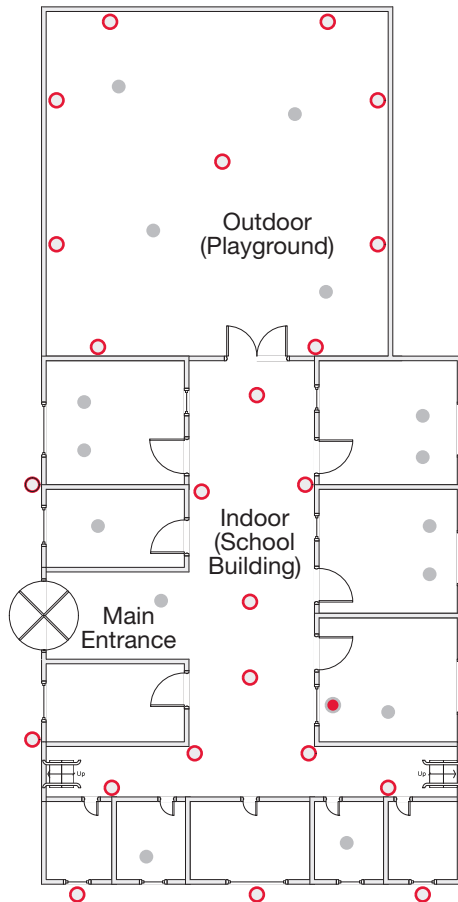 Outdoor
(Playground)
Indoor
(School
Building)
Main
Entrance
Up
Up